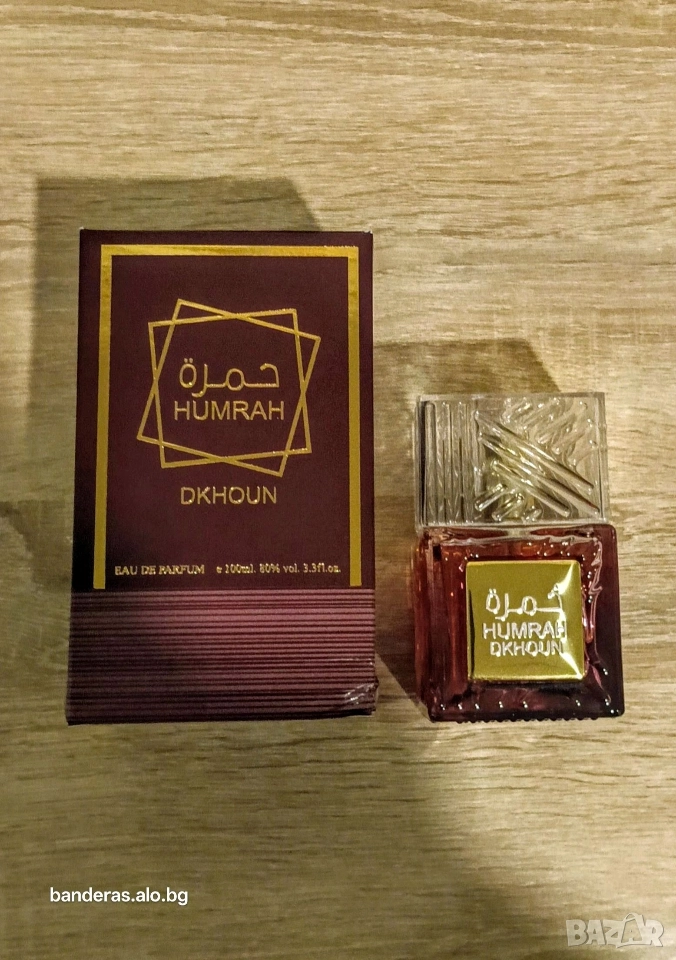 حمرة
HUMRAH
DKHOUN
EAU DE PARFUM e 100ml. 80% vol. 3.3fl.oz.
حمرة
HUMRAH
DKHOUN
banderas.alo.bg
BAZAR